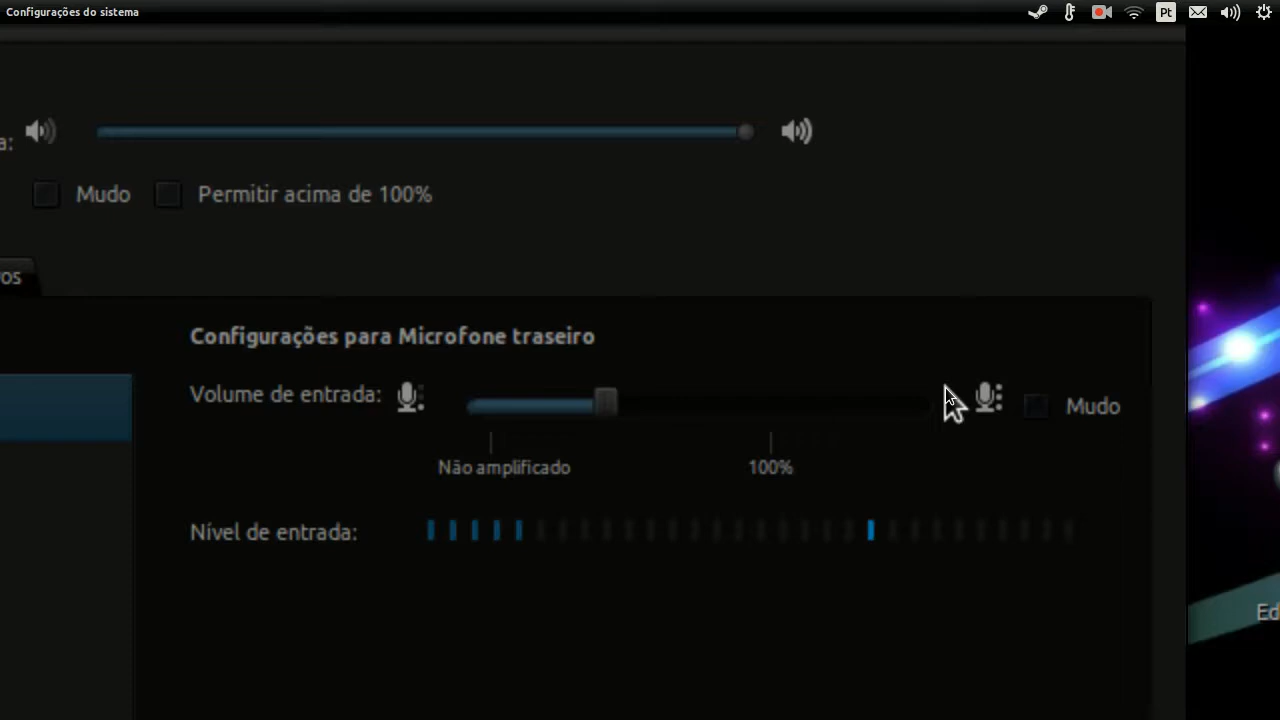 Configurações do sistema
Pt
a:
Mudo
Permitir acima de 100%
os
Configurações para Microfone traseiro
Volume de entrada:
Mudo
Não amplificado
100%
Nível de entrada:
Ed